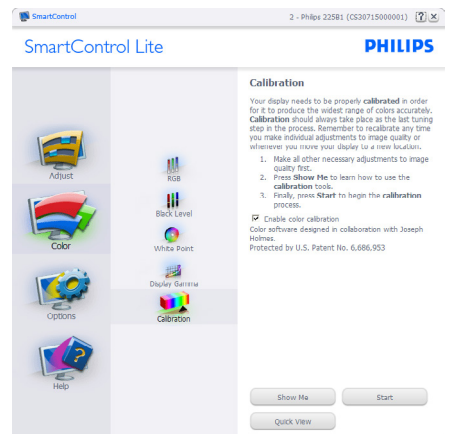 SmartControl
2 - Philips 225B1 (CS30715000001)
SmartControl Lite
PHILIPS
Adjust
Color
Options
Help
RGB
Black Level
White Point
Display Gamma
Calibration
Calibration
Your display needs to be properly calibrated in order
for it to produce the widest range of colors accurately.
Calibration should always take place as the last tuning
step in the process. Remember to recalibrate any time
you make individual adjustments to image quality or
whenever you move your display to a new location.
1. Make all other necessary adjustments to image
quality first.
2. Press Show Me to learn how to use the
calibration tools.
3. Finally, press Start to begin the calibration
process.
Enable color calibration
Color software designed in collaboration with Joseph
Holmes.
Protected by U.S. Patent No. 6,686,953
Show Me
Start
Quick View